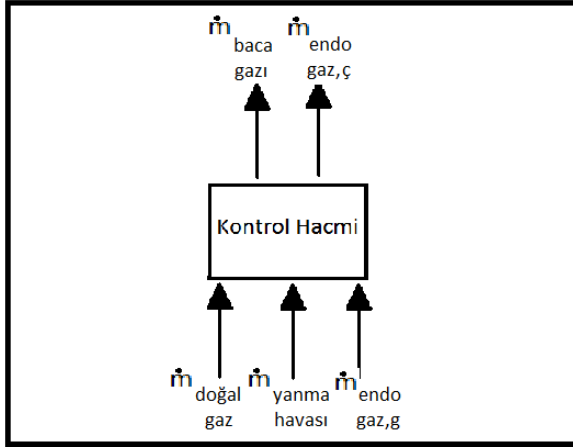 ṁ baca gazı
ṁ endo gaz,ç
Kontrol Hacmi
ṁ doğal gaz
ṁ yanma havası
ṁ endo gaz,g